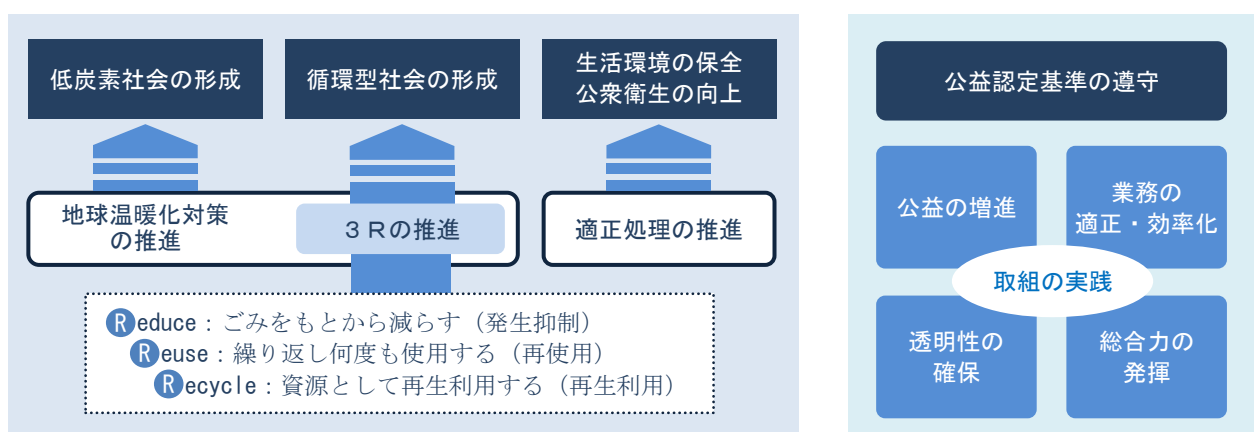 低炭素社会の形成
循環型社会の形成
生活環境の保全
公衆衛生の向上
地球温暖化対策
の推進
３Ｒの推進
適正処理の推進
Reduce：ごみをもとから減らす（発生抑制）
Reuse：繰り返し何度も使用する（再使用）
Recycle：資源として再生利用する（再生利用）
公益認定基準の遵守
公益の増進
業務の
適正・効率化
取組の実践
透明性の
確保
総合力の
発揮